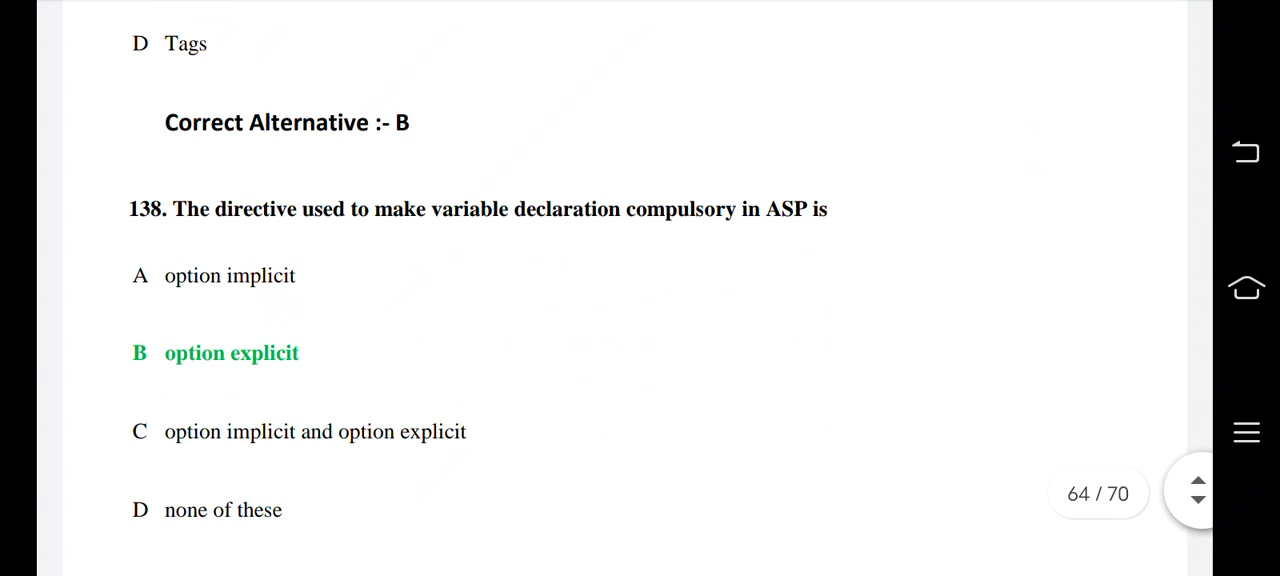 D Tags
Correct Alternative :- B
138. The directive used to make variable declaration compulsory in ASP is
A option implicit
B option explicit
C option implicit and option explicit
D none of these
64 / 70